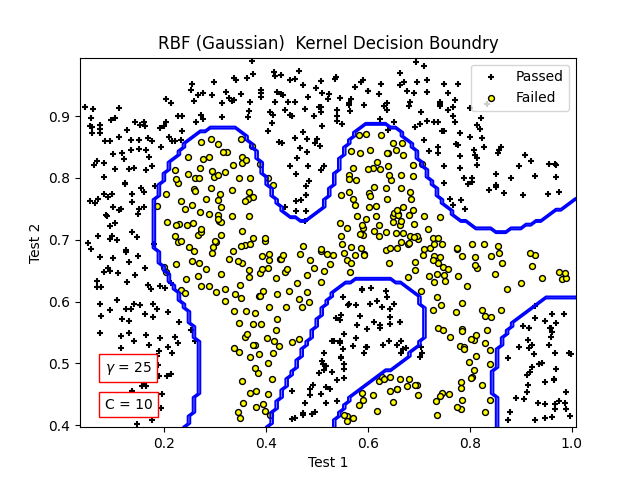 RBF (Gaussian)  Kernel Decision Boundry
Passed
Failed
Test 2
0.9
0.8
0.7
0.6
0.5
0.4
γ = 25
C = 10
0.2
0.4
0.6
0.8
1.0
Test 1